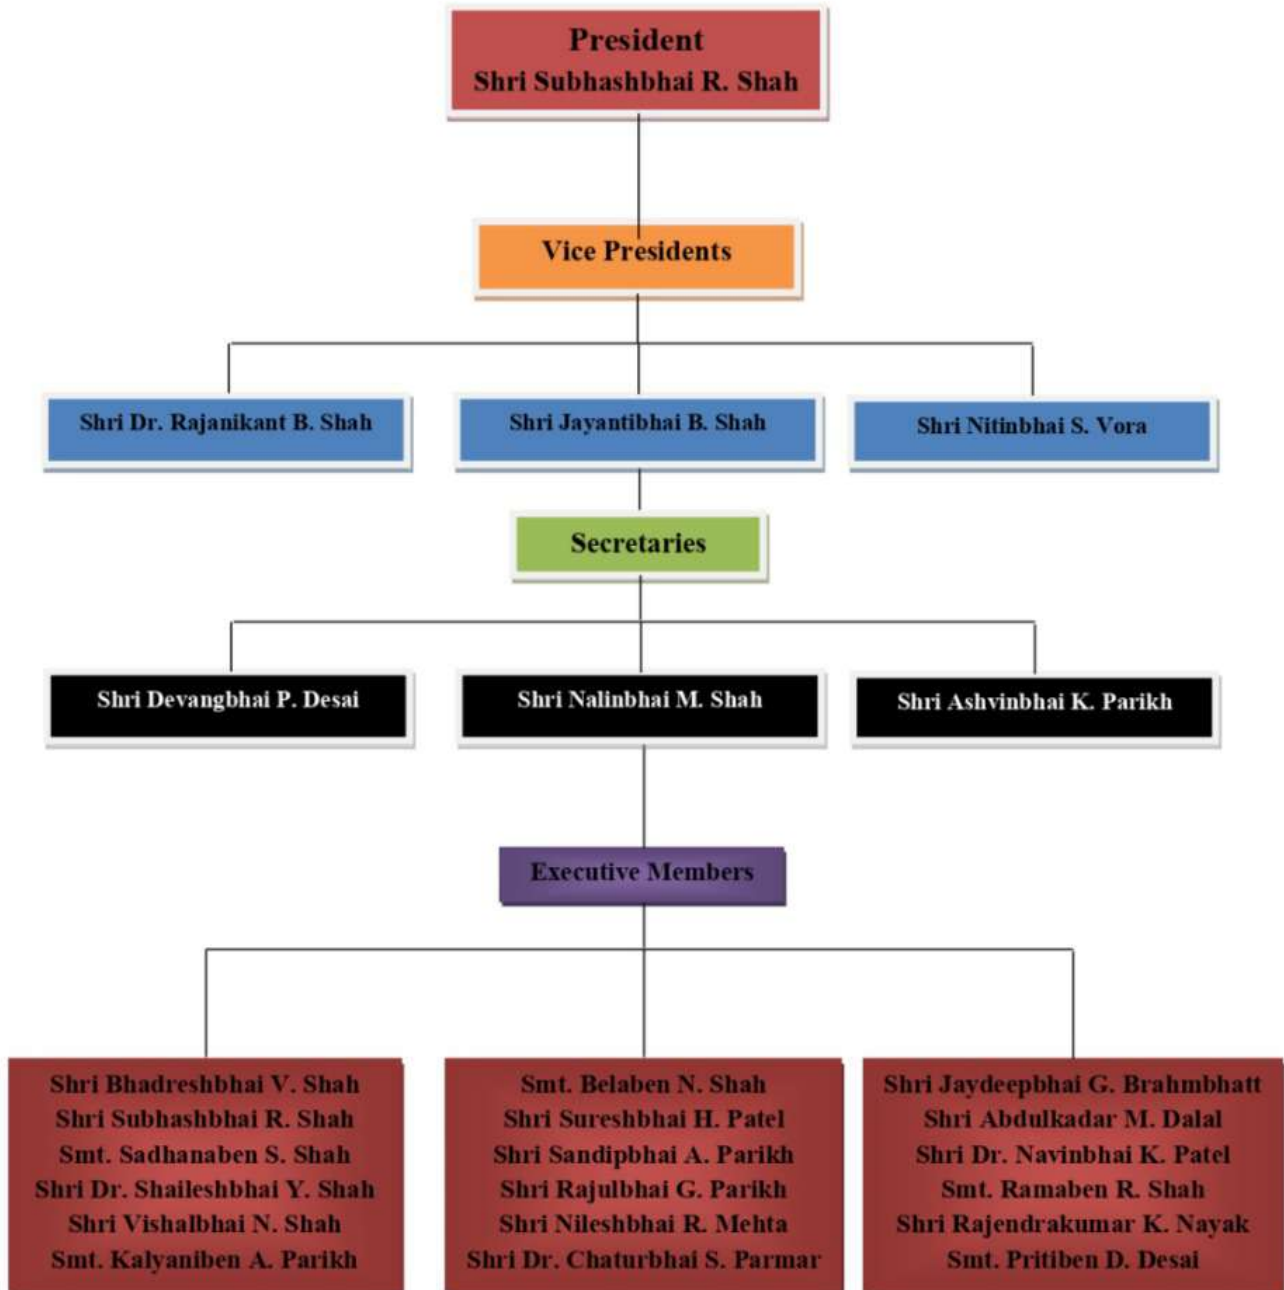 President
Shri Subhashbhai R. Shah
Vice Presidents
Shri Dr. Rajanikant B. Shah
Shri Jayantibhai B. Shah
Shri Nitinbhai S. Vora
Secretaries
Shri Devangbhai P. Desai
Shri Nalinbhai M. Shah
Shri Ashvinbhai K. Parikh
Executive Members
Shri Bhadreshbhai V. Shah
Shri Subhashbhai R. Shah
Smt. Sadhanaben S. Shah
Shri Dr. Shaileshbhai Y. Shah
Shri Vishalbhai N. Shah
Smt. Kalyaniben A. Parikh
Smt. Belaben N. Shah
Shri Sureshbhai H. Patel
Shri Sandipbhai A. Parikh
Shri Rajulbhai G. Parikh
Shri Nileshbhai R. Mehta
Shri Dr. Chaturbhai S. Parmar
Shri Jaydeepbhai G. Brahmbhatt
Shri Abdulkadar M. Dalal
Shri Dr. Navinbhai K. Patel
Smt. Ramaben R. Shah
Shri Rajendrakumar K. Nayak
Smt. Pritiben D. Desai